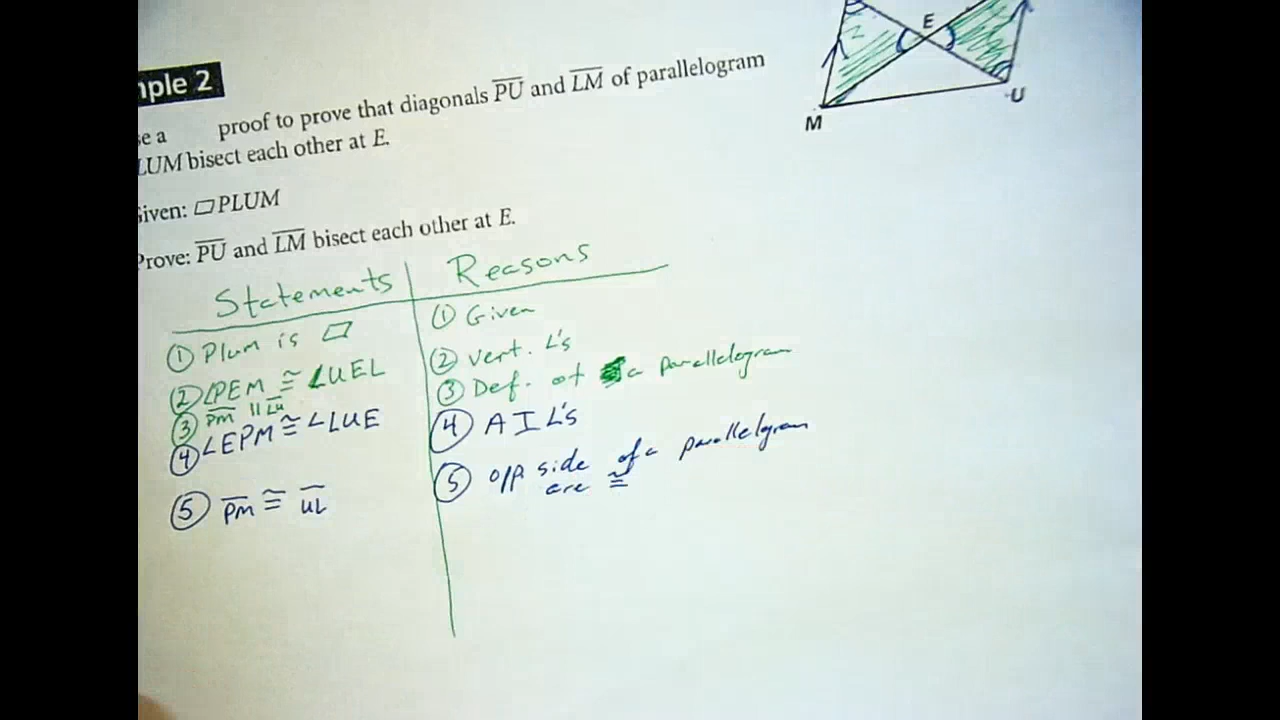 mple 2
se a proof to prove that diagonals PU and LM of parallelogram
LUM bisect each other at E.
Given: ▱PLUM
Prove: PU and LM bisect each other at E.
E
M
U
Statements Reasons
① Plum is ▱ ① Given
② ∠PEM ≅ ∠UEL ② Vert. ∠'s
③ PM || LU ③ Def. of a parallelogram
④ ∠EPM ≅ ∠LUE ④ AI ∠'s
⑤ PM ≅ UL ⑤ opp. side of a parallelgram
are ≅